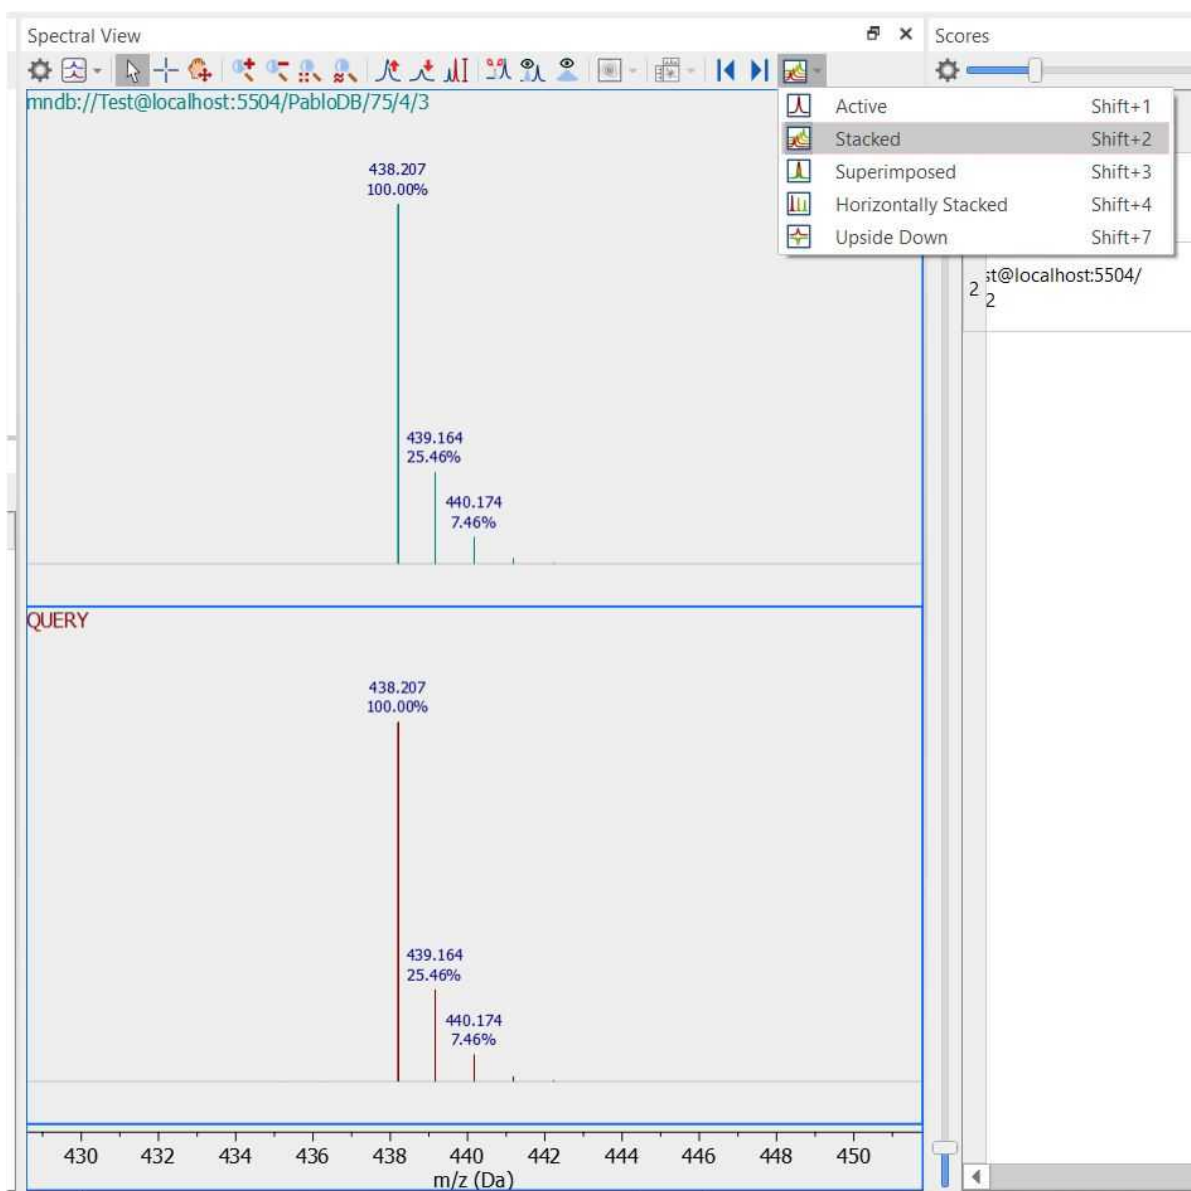 Spectral View
Scores
mndb://Test@localhost:5504/PabloDB/75/4/3
Active Shift+1
Stacked Shift+2
Superimposed Shift+3
Horizontally Stacked Shift+4
Upside Down Shift+7
438.207
100.00%
439.164
25.46%
440.174
7.46%
2
st@localhost:5504/
2
QUERY
438.207
100.00%
439.164
25.46%
440.174
7.46%
430 432 434 436 438 440 442 444 446 448 450
m/z (Da)